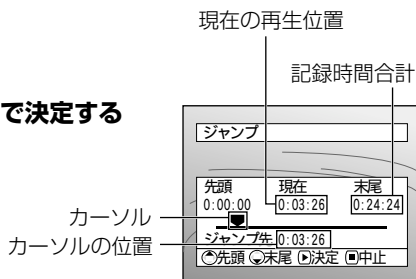 現在の再生位置
記録時間合計
で決定する
ジャンプ
先頭 現在 末尾
0:00:00 0:03:26 0:24:24
カーソル
カーソルの位置
ジャンプ先 0:03:26
先頭 末尾 決定 中止